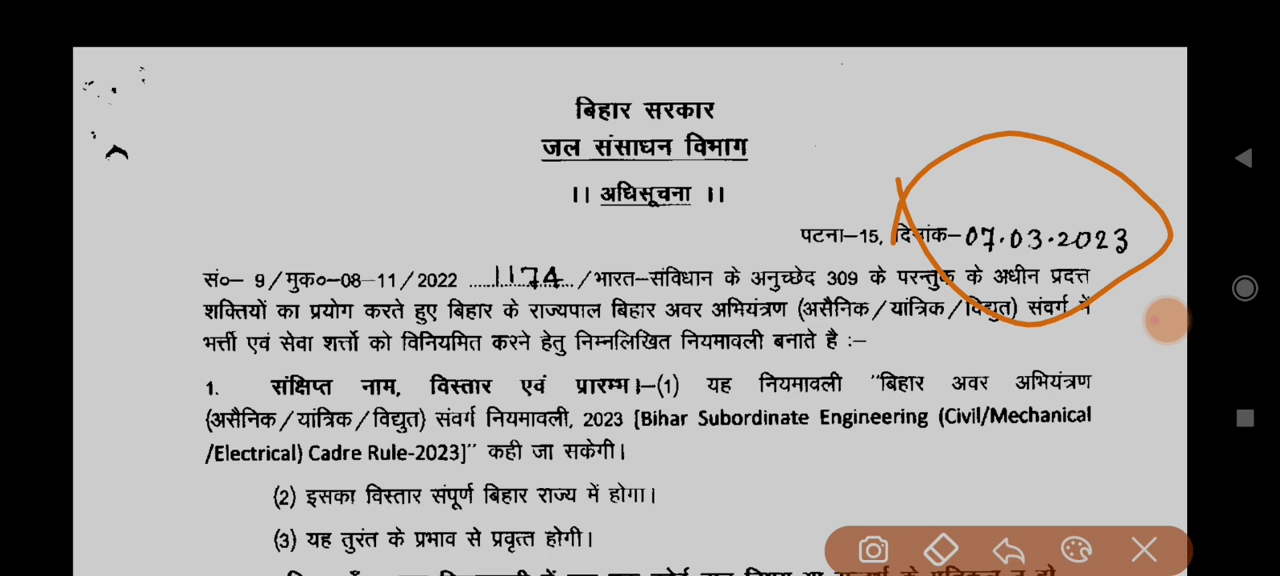 बिहार सरकार
जल संसाधन विभाग
।। अधिसूचना ।।
पटना–15, दिनांक–07.03.2023
सं०– 9/मुक०–08–11/2022 ....1174..../भारत–संविधान के अनुच्छेद 309 के परन्तुक के अधीन प्रदत्त
शक्तियों का प्रयोग करते हुए बिहार के राज्यपाल बिहार अवर अभियंत्रण (असैनिक/यांत्रिक/विद्युत) संवर्ग में
भर्त्ती एवं सेवा शर्त्तो को विनियमित करने हेतु निम्नलिखित नियमावली बनाते है :–
1. संक्षिप्त नाम, विस्तार एवं प्रारम्भ।–(1) यह नियमावली "बिहार अवर अभियंत्रण
(असैनिक/यांत्रिक/विद्युत) संवर्ग नियमावली, 2023 [Bihar Subordinate Engineering (Civil/Mechanical
/Electrical) Cadre Rule-2023]" कही जा सकेगी।
(2) इसका विस्तार संपूर्ण बिहार राज्य में होगा।
(3) यह तुरंत के प्रभाव से प्रवृत्त होगी।